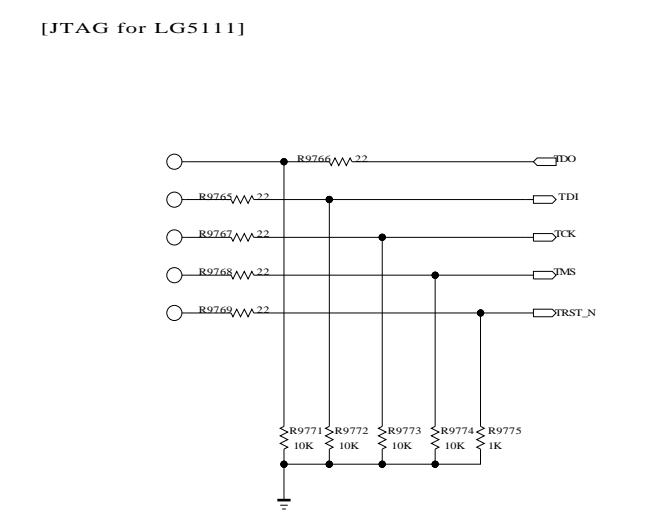 [JTAG for LG5111]
R9766 22 TDO
R9765 22 TDI
R9767 22 TCK
R9768 22 TMS
R9769 22 TRST_N
R9771 R9772 R9773 R9774 R9775
10K 10K 10K 10K 1K